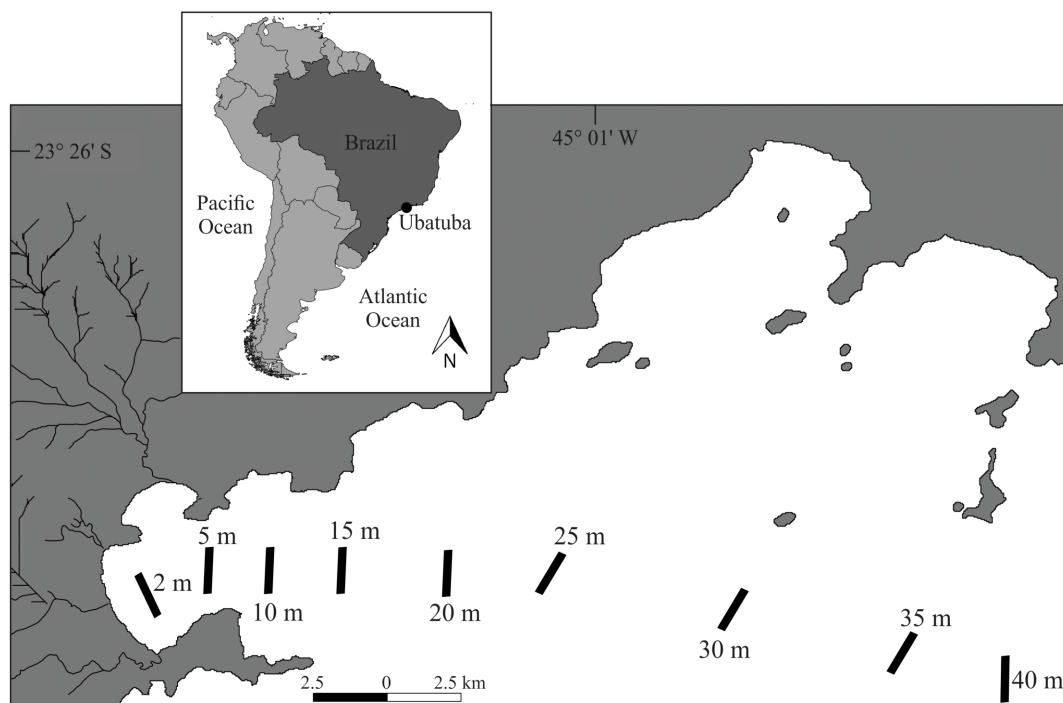 23° 26' S
45° 01' W
Brazil
Pacific
Ocean
Ubatuba
Atlantic
Ocean
N
5 m
15 m
25 m
2 m
10 m
20 m
30 m
35 m
40 m
2.5 0 2.5 km